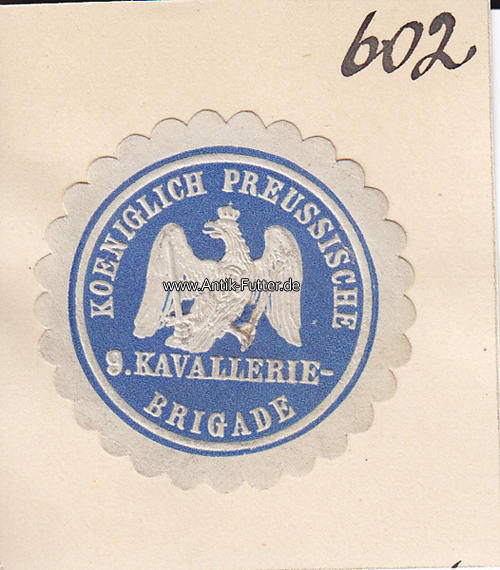 602
KOENIGLICH PREUSSISCHE
www.Antik-Futter.de
9. KAVALLERIE-
BRIGADE